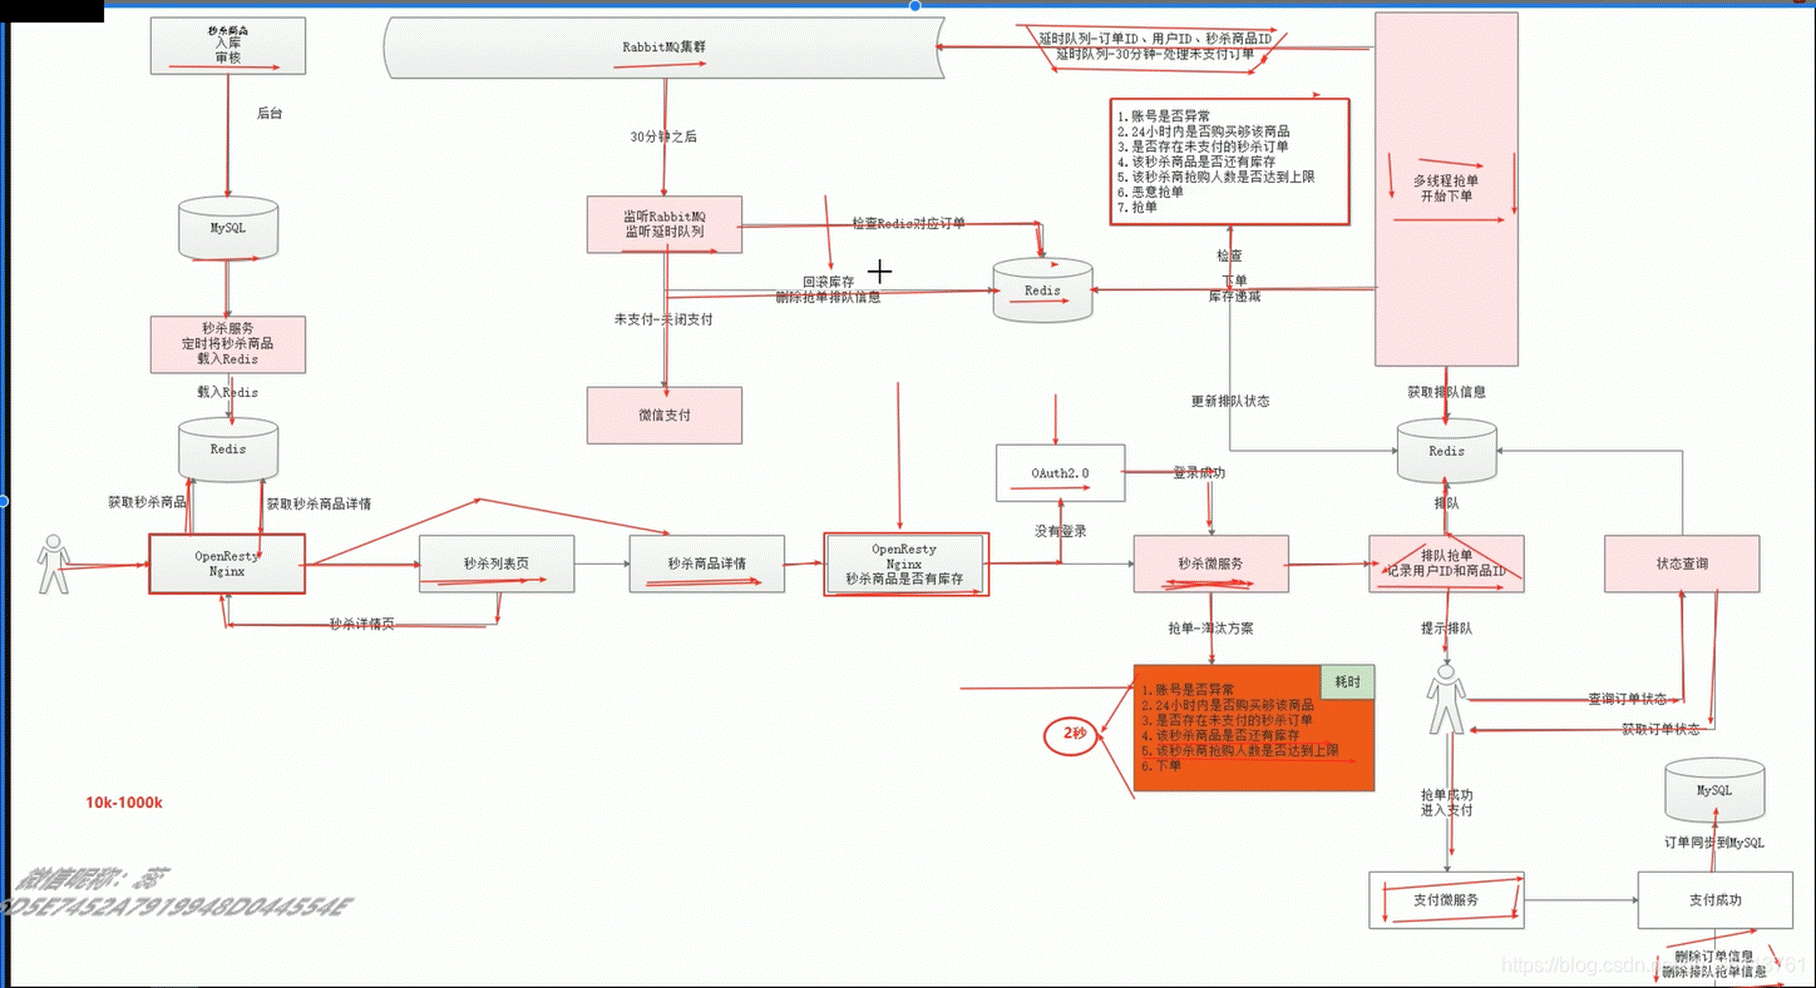 秒杀商品
入库
审核
RabbitMQ集群
延时队列-订单ID、用户ID、秒杀商品ID
延时队列-30分钟-处理未支付订单
后台
30分钟之后
1.账号是否异常
2.24小时内是否购买够该商品
3.是否存在未支付的秒杀订单
4.该秒杀商品是否还有库存
5.该秒杀商抢购人数是否达到上限
6.恶意抢单
7.抢单
多线程抢单
开始下单
MySQL
监听RabbitMQ
监听延时队列
检查Redis对应订单
检查
下单
库存递减
回滚库存
删除抢单排队信息
Redis
未支付-关闭支付
秒杀服务
定时将秒杀商品
载入Redis
载入Redis
微信支付
更新排队状态
获取排队信息
Redis
Redis
OAuth2.0
登录成功
获取秒杀商品
获取秒杀商品详情
没有登录
排队
OpenResty
Nginx
秒杀列表页
秒杀商品详情
OpenResty
Nginx
秒杀商品是否有库存
秒杀微服务
排队抢单
记录用户ID和商品ID
状态查询
秒杀详情页
抢单-淘汰方案
提示排队
耗时
1.账号是否异常
2.24小时内是否购买够该商品
3.是否存在未支付的秒杀订单
4.该秒杀商品是否还有库存
5.该秒杀商抢购人数是否达到上限
6.下单
2秒
查询订单状态
获取订单状态
抢单成功
进入支付
MySQL
10k-1000k
订单同步到MySQL
微信昵称：蕊
5D5E7452A7919948D044554E
支付微服务
支付成功
删除订单信息
删除排队抢单信息